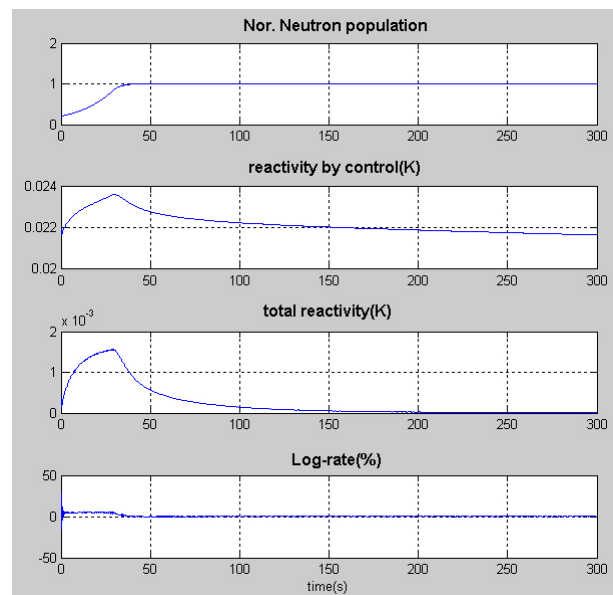 Nor. Neutron population
2
1
0
0 50 100 150 200 250 300
reactivity by control(K)
0.024
0.022
0.02
0 50 100 150 200 250 300
x 10⁻³ total reactivity(K)
2
1
0
0 50 100 150 200 250 300
Log-rate(%)
50
0
-50
0 50 100 150 200 250 300
time(s)